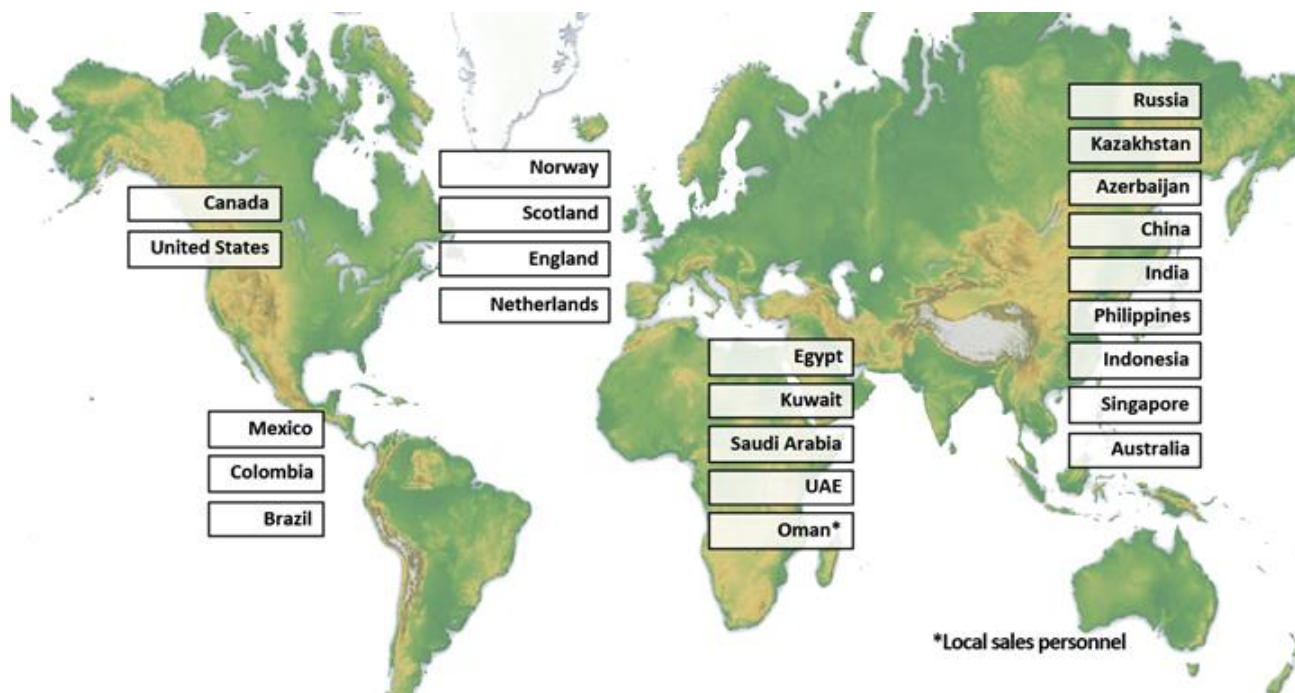 Canada
United States
Mexico
Colombia
Brazil
Norway
Scotland
England
Netherlands
Egypt
Kuwait
Saudi Arabia
UAE
Oman*
Russia
Kazakhstan
Azerbaijan
China
India
Philippines
Indonesia
Singapore
Australia
*Local sales personnel